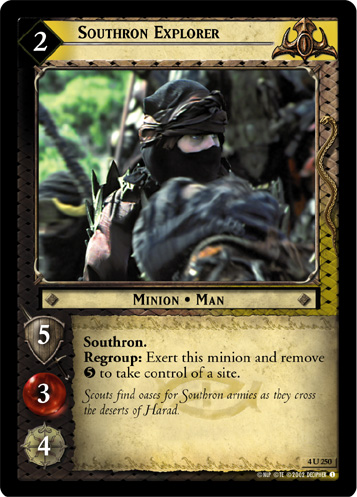 2 Southron Explorer
Minion • Man
5
3
4
Southron.
Regroup: Exert this minion and remove
5 to take control of a site.
Scouts find oases for Southron armies as they cross
the deserts of Harad.
4 U 250